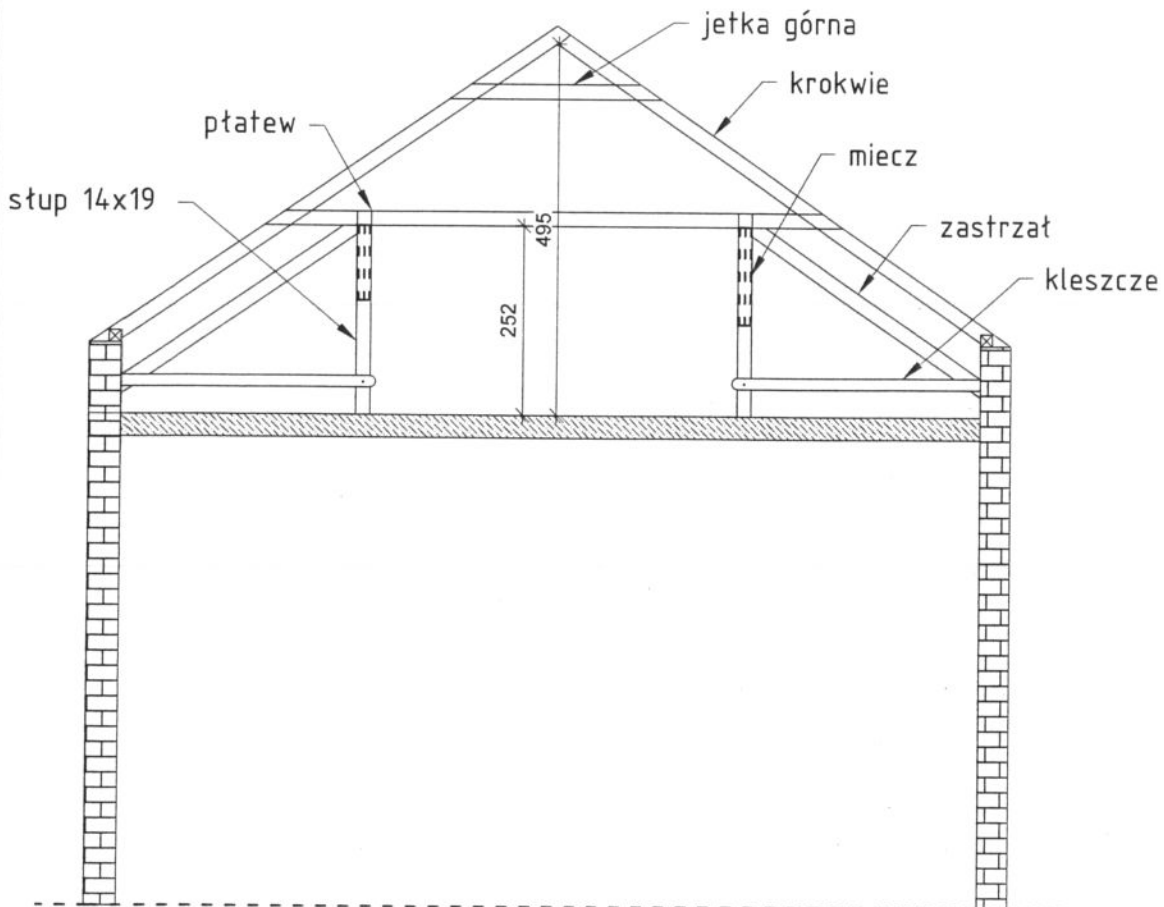 jętka górna
krokwie
płatew
miecz
słup 14x19
zastrzał
kleszcze
495
252